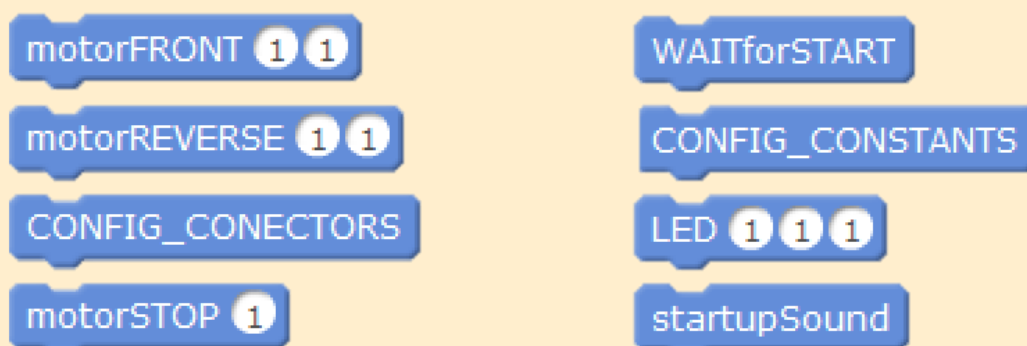 motorFRONT 1 1
motorREVERSE 1 1
CONFIG_CONECTORS
motorSTOP 1
WAITforSTART
CONFIG_CONSTANTS
LED 1 1 1
startupSound